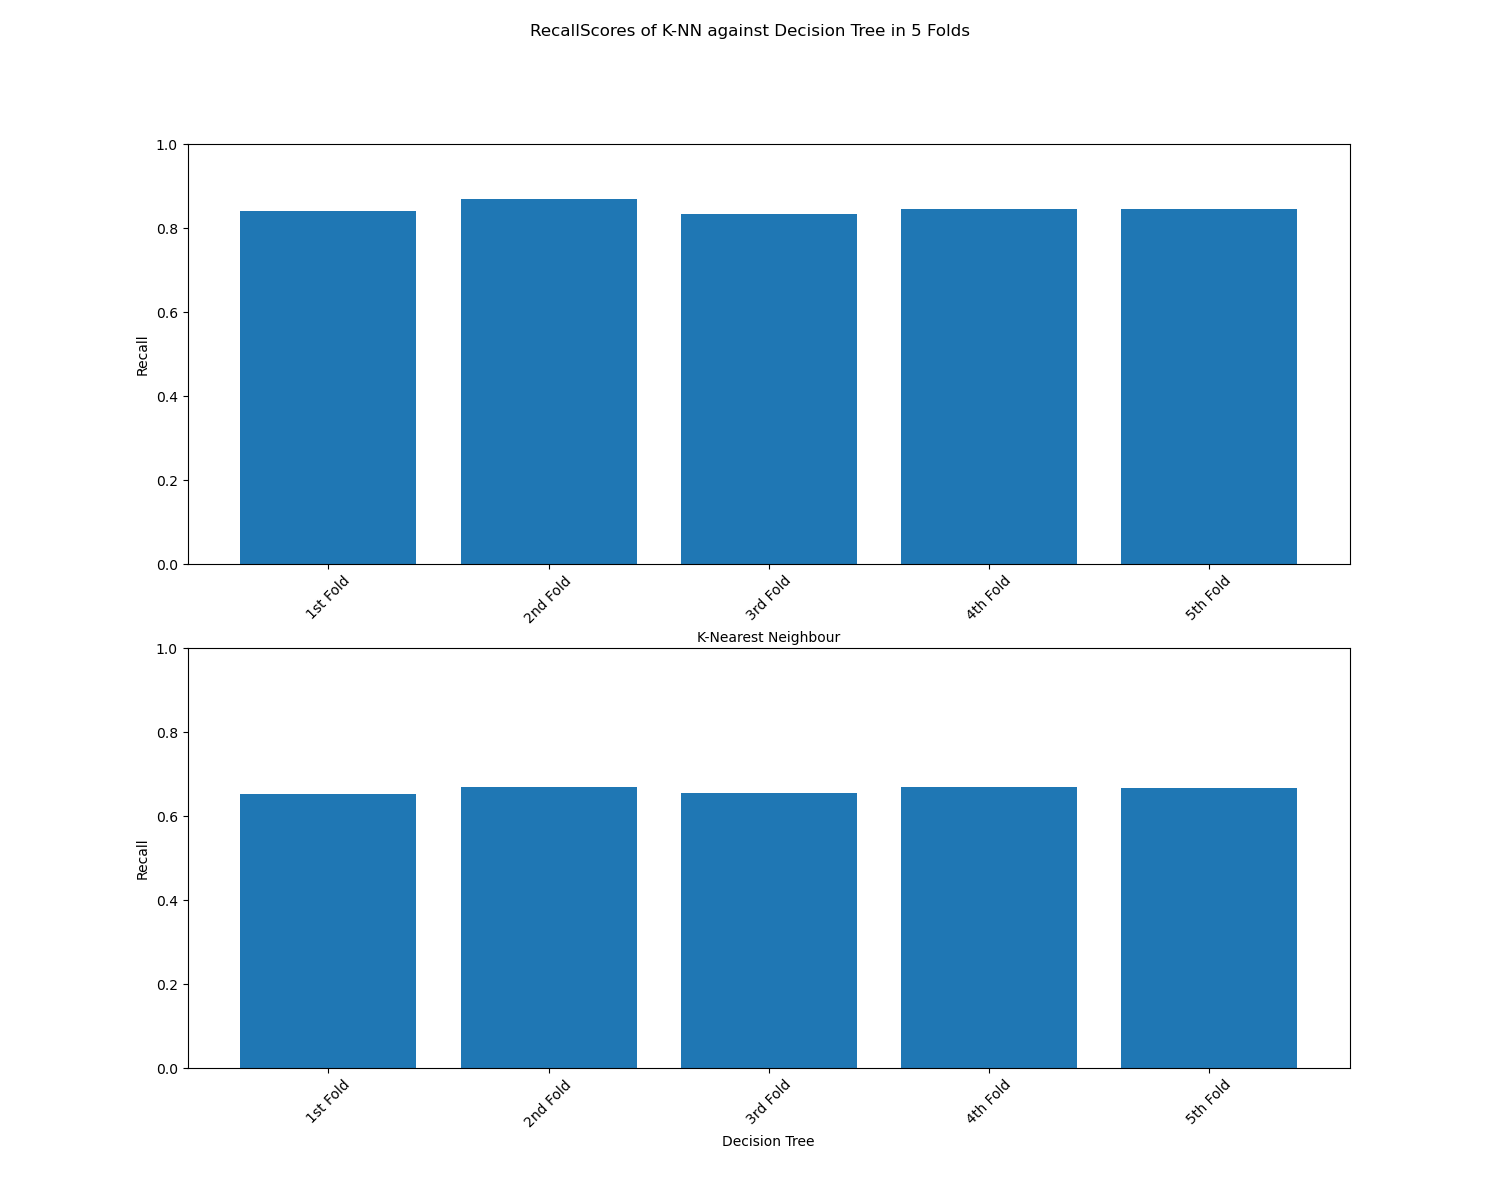 RecallScores of K-NN against Decision Tree in 5 Folds
1.0
0.8
0.6
0.4
0.2
0.0
Recall
1st Fold
2nd Fold
3rd Fold
4th Fold
5th Fold
K-Nearest Neighbour
1.0
0.8
0.6
0.4
0.2
0.0
Recall
1st Fold
2nd Fold
3rd Fold
4th Fold
5th Fold
Decision Tree